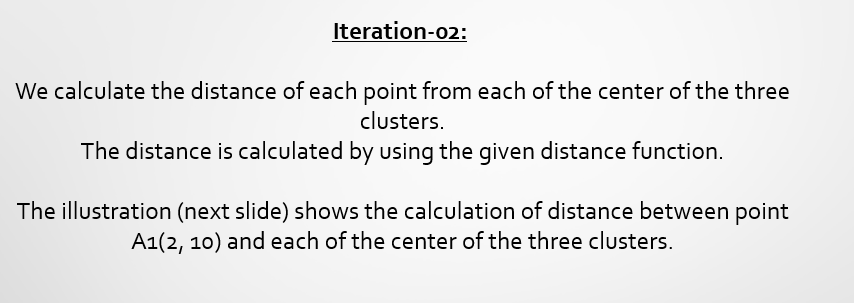 Iteration-02:
We calculate the distance of each point from each of the center of the three
clusters.
The distance is calculated by using the given distance function.
The illustration (next slide) shows the calculation of distance between point
A1(2, 10) and each of the center of the three clusters.